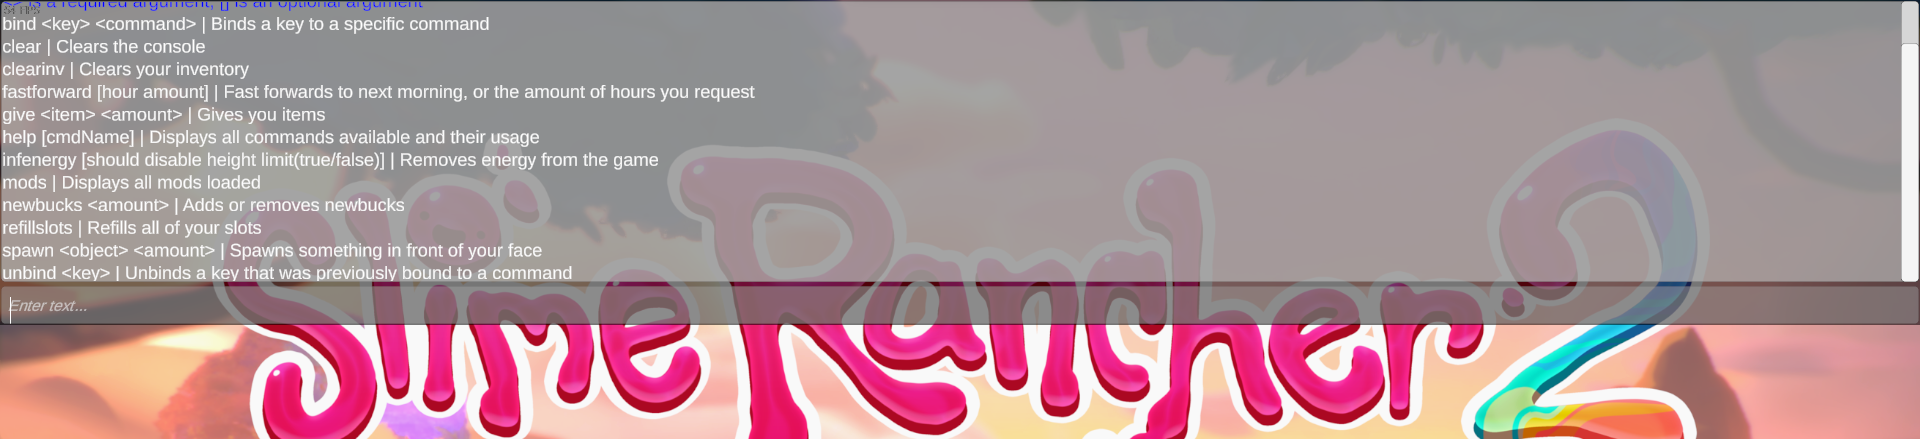 <> is a required argument, [] is an optional argument
bind <key> <command> | Binds a key to a specific command
clear | Clears the console
clearinv | Clears your inventory
fastforward [hour amount] | Fast forwards to next morning, or the amount of hours you request
give <item> <amount> | Gives you items
help [cmdName] | Displays all commands available and their usage
infenergy [should disable height limit(true/false)] | Removes energy from the game
mods | Displays all mods loaded
newbucks <amount> | Adds or removes newbucks
refillslots | Refills all of your slots
spawn <object> <amount> | Spawns something in front of your face
unbind <key> | Unbinds a key that was previously bound to a command
Enter text...
Slime Rancher 2